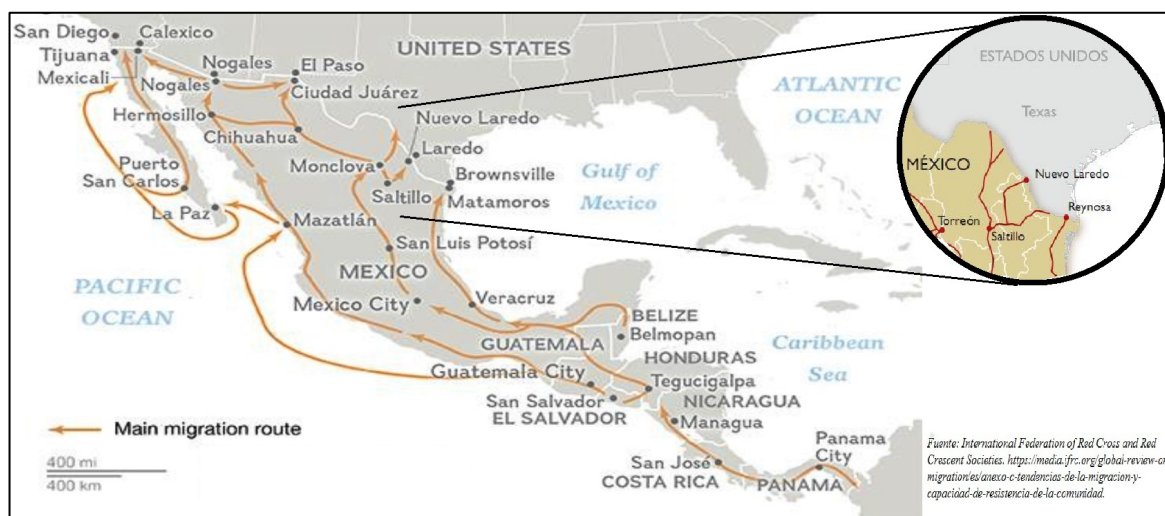 San Diego
Calexico
Tijuana
Mexicali
Nogales
Nogales
El Paso
Ciudad Juárez
UNITED STATES
ATLANTIC
OCEAN
Hermosillo
Chihuahua
Nuevo Laredo
Laredo
Monclova
Saltillo
Brownsville
Matamoros
Gulf of
Mexico
Puerto
San Carlos
La Paz
Mazatlán
San Luis Potosí
MEXICO
Mexico City
Veracruz
PACIFIC
OCEAN
BELIZE
Belmopan
GUATEMALA
HONDURAS
Caribbean
Sea
Guatemala City
Tegucigalpa
San Salvador
EL SALVADOR
NICARAGUA
Managua
Panama
City
San José
COSTA RICA
PANAMA
Main migration route
400 mi
400 km
ESTADOS UNIDOS
Texas
MÉXICO
Nuevo Laredo
Reynosa
Torreón
Saltillo
Fuente: International Federation of Red Cross and Red
Crescent Societies. https://media.ifrc.org/global-review-on
migration/es/anexo-c-tendencias-de-la-migracion-y-
capacidad-de-resistencia-de-la-comunidad.